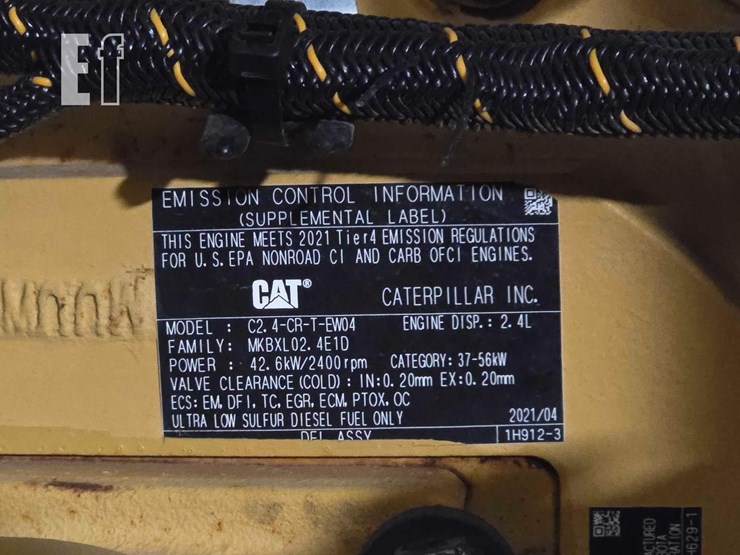 Ef
EMISSION CONTROL INFORMATION
(SUPPLEMENTAL LABEL)
THIS ENGINE MEETS 2021 Tier4 EMISSION REGULATIONS
FOR U.S.EPA NONROAD CI AND CARB OFCI ENGINES.
CAT® CATERPILLAR INC.
MODEL : C2.4-CR-T-EW04 ENGINE DISP.: 2.4L
FAMILY: MKBXL02.4E1D
POWER : 42.6kW/2400rpm CATEGORY: 37-56kW
VALVE CLEARANCE(COLD): IN:0.20mm EX:0.20mm
ECS: EM, DFI, TC, EGR, ECM, PTOX, OC
ULTRA LOW SULFUR DIESEL FUEL ONLY 2021/04
1H912-3